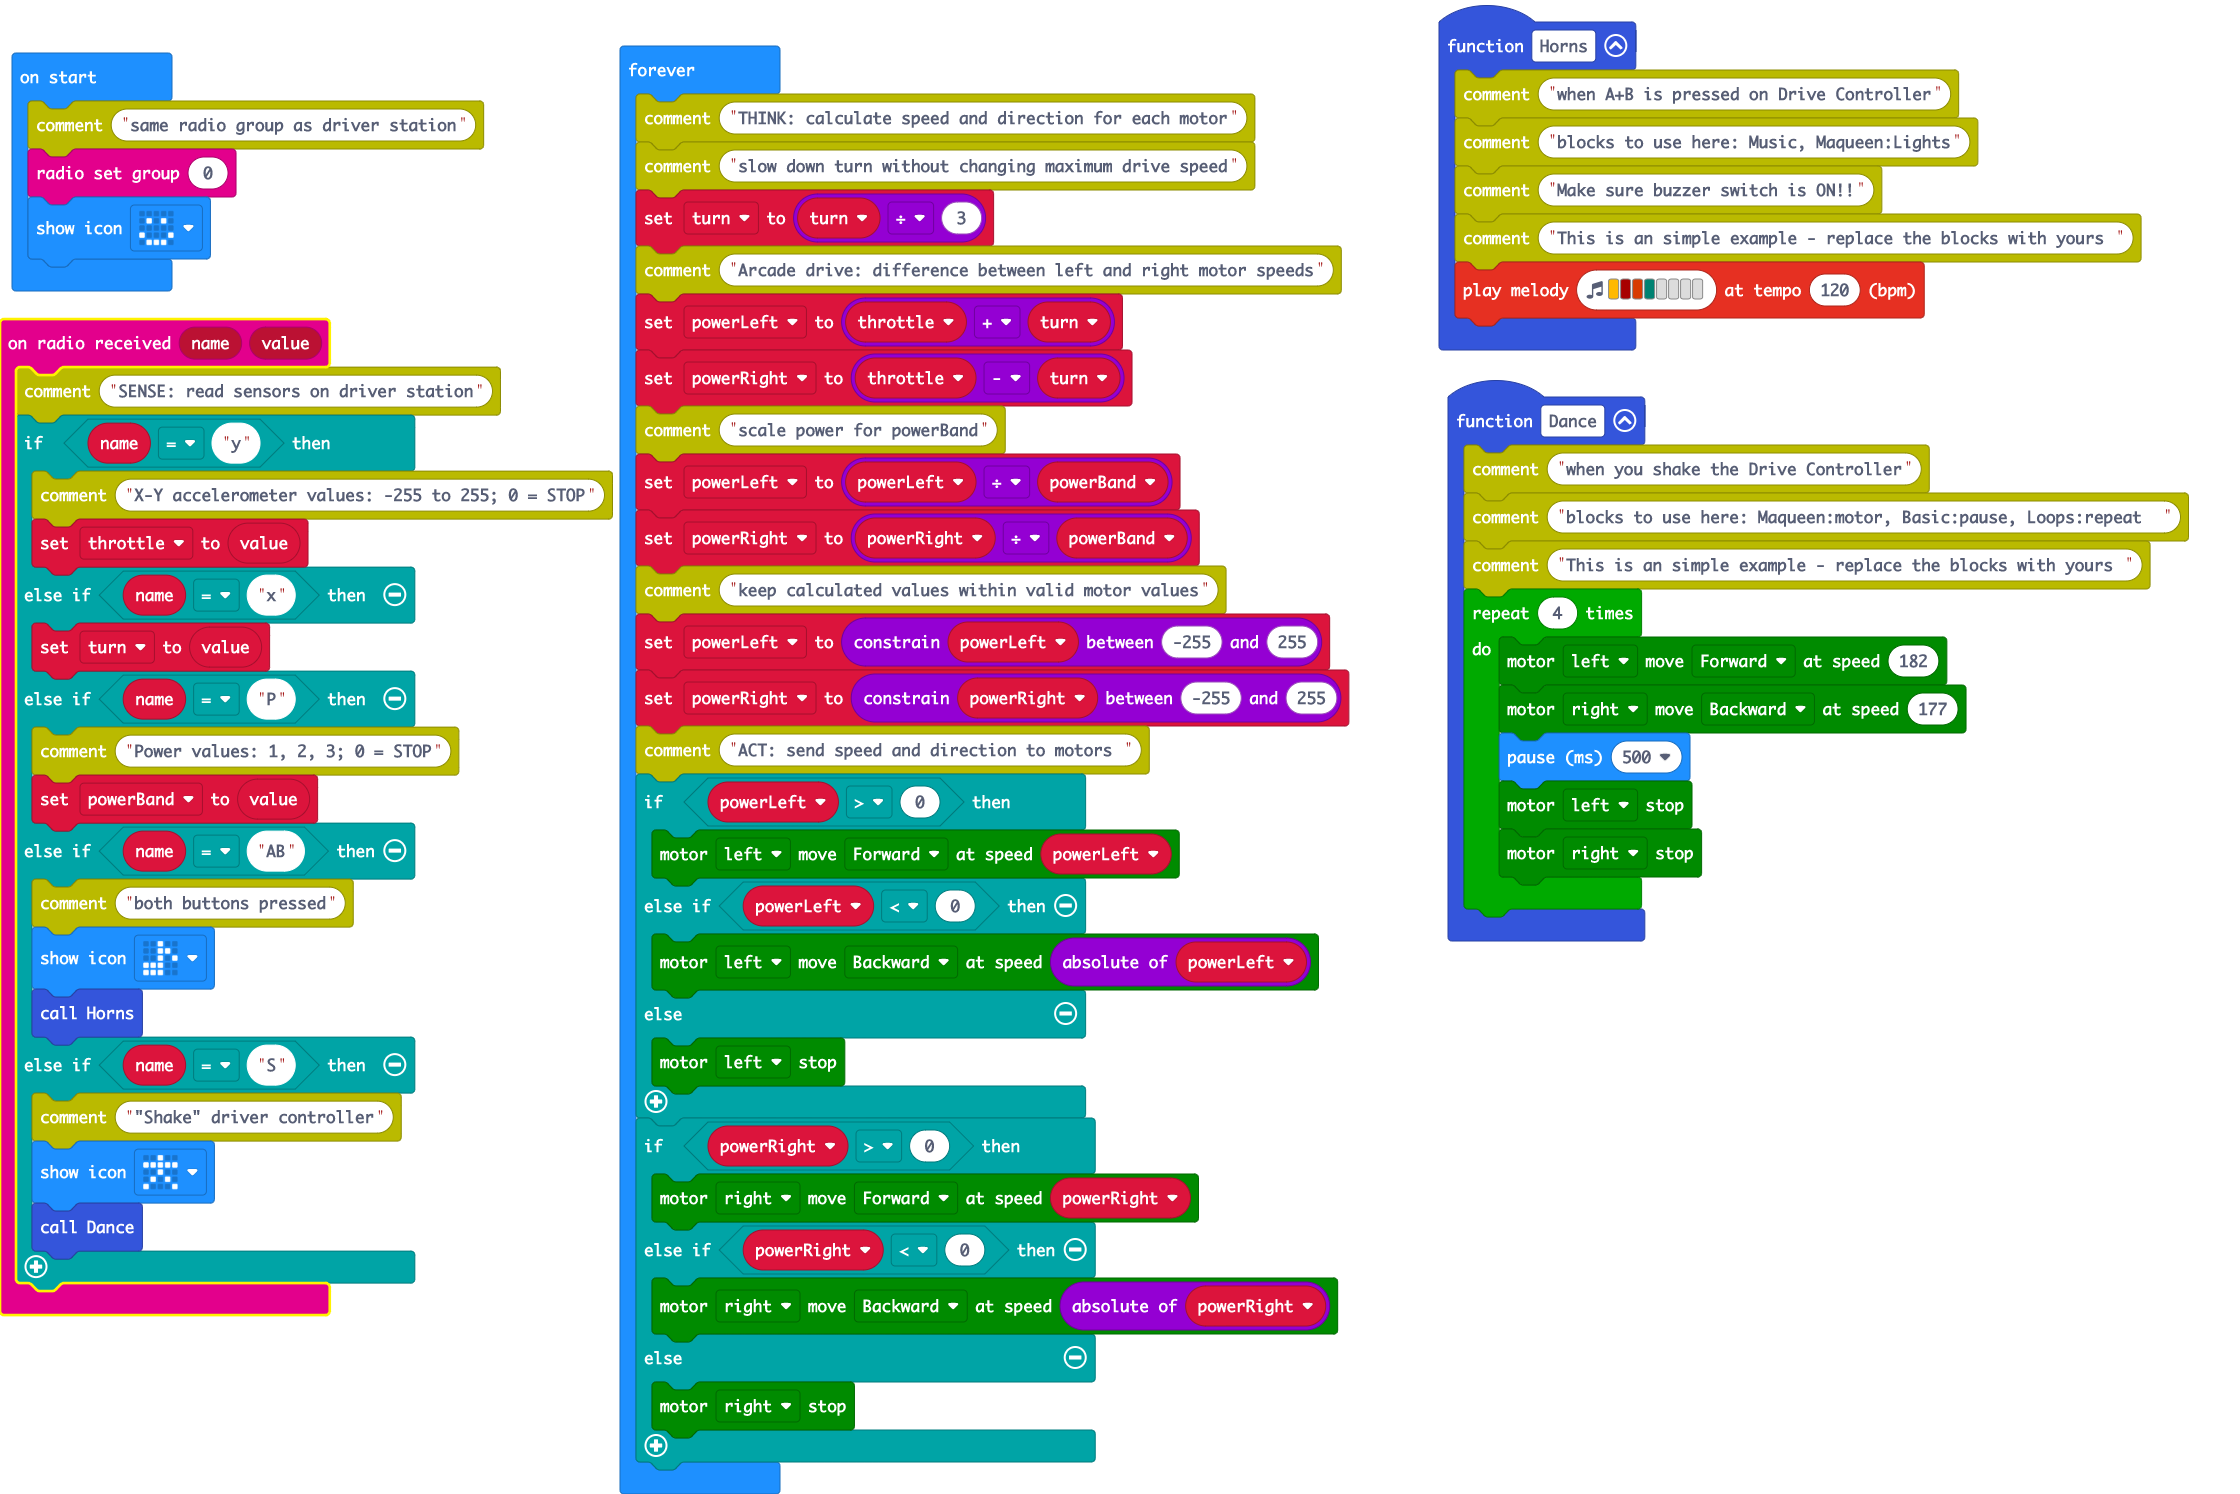 on start
comment "same radio group as driver station"
radio set group 0
show icon
on radio received name value
comment "SENSE: read sensors on driver station"
if name = "y" then
comment "X-Y accelerometer values: -255 to 255; 0 = STOP"
set throttle to value
else if name = "x" then
set turn to value
else if name = "P" then
comment "Power values: 1, 2, 3; 0 = STOP"
set powerBand to value
else if name = "AB" then
comment "both buttons pressed"
show icon
call Horns
else if name = "S" then
comment ""Shake" driver controller"
show icon
call Dance
forever
comment "THINK: calculate speed and direction for each motor"
comment "slow down turn without changing maximum drive speed"
set turn to turn ÷ 3
comment "Arcade drive: difference between left and right motor speeds"
set powerLeft to throttle + turn
set powerRight to throttle - turn
comment "scale power for powerBand"
set powerLeft to powerLeft ÷ powerBand
set powerRight to powerRight ÷ powerBand
comment "keep calculated values within valid motor values"
set powerLeft to constrain powerLeft between -255 and 255
set powerRight to constrain powerRight between -255 and 255
comment "ACT: send speed and direction to motors "
if powerLeft > 0 then
motor left move Forward at speed powerLeft
else if powerLeft < 0 then
motor left move Backward at speed absolute of powerLeft
else
motor left stop
if powerRight > 0 then
motor right move Forward at speed powerRight
else if powerRight < 0 then
motor right move Backward at speed absolute of powerRight
else
motor right stop
function Horns
comment "when A+B is pressed on Drive Controller"
comment "blocks to use here: Music, Maqueen:Lights"
comment "Make sure buzzer switch is ON!!"
comment "This is an simple example - replace the blocks with yours "
play melody at tempo 120 (bpm)
function Dance
comment "when you shake the Drive Controller"
comment "blocks to use here: Maqueen:motor, Basic:pause, Loops:repeat "
comment "This is an simple example - replace the blocks with yours "
repeat 4 times
do motor left move Forward at speed 182
motor right move Backward at speed 177
pause (ms) 500
motor left stop
motor right stop